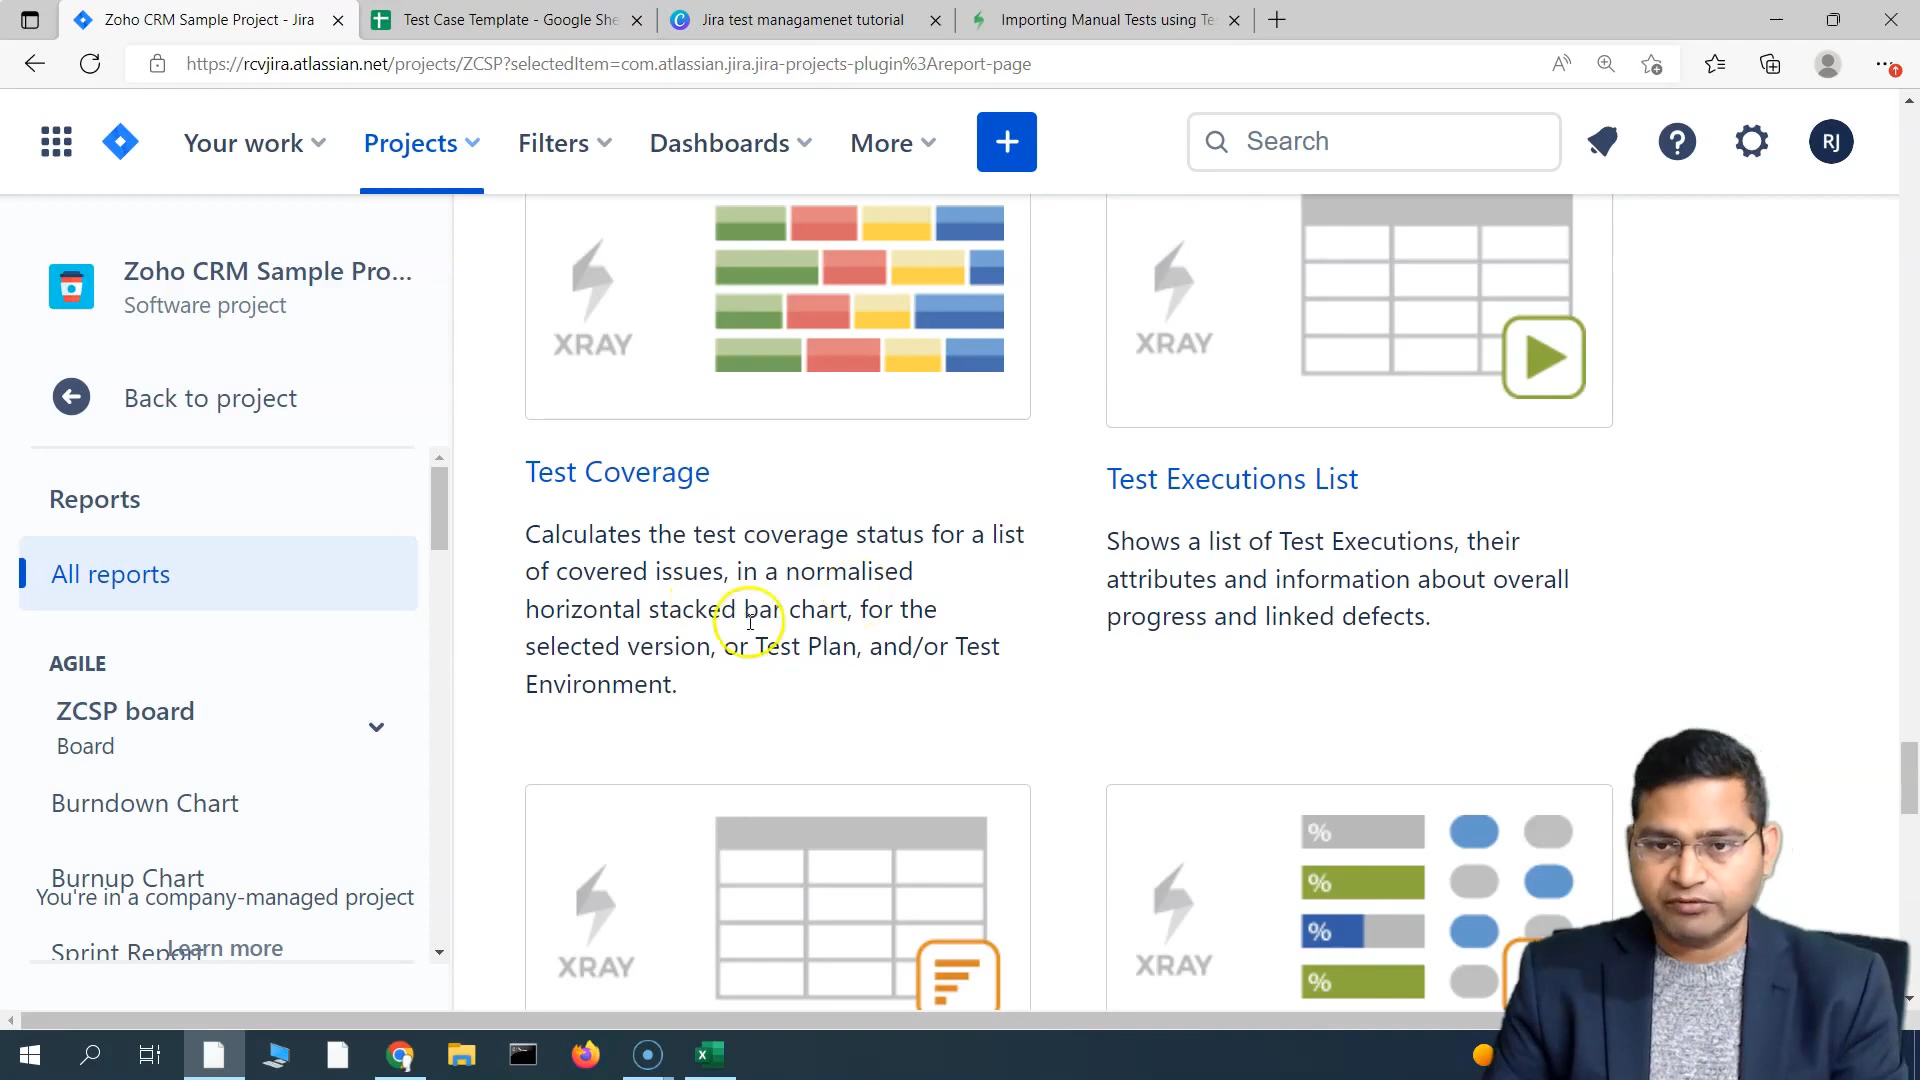 Zoho CRM Sample Project - Jira
Test Case Template - Google She
Jira test managamenet tutorial
Importing Manual Tests using Te
https://rcvjira.atlassian.net/projects/ZCSP?selectedItem=com.atlassian.jira.jira-projects-plugin%3Areport-page
Your work
Projects
Filters
Dashboards
More
Search
RJ
Zoho CRM Sample Pro...
Software project
Back to project
Reports
All reports
AGILE
ZCSP board
Board
Burndown Chart
Burnup Chart
You're in a company-managed project
Sprint Report
Learn more
XRAY
Test Coverage
Calculates the test coverage status for a list
of covered issues, in a normalised
horizontal stacked bar chart, for the
selected version, or Test Plan, and/or Test
Environment.
XRAY
Test Executions List
Shows a list of Test Executions, their
attributes and information about overall
progress and linked defects.
XRAY
XRAY
%
%
%
%